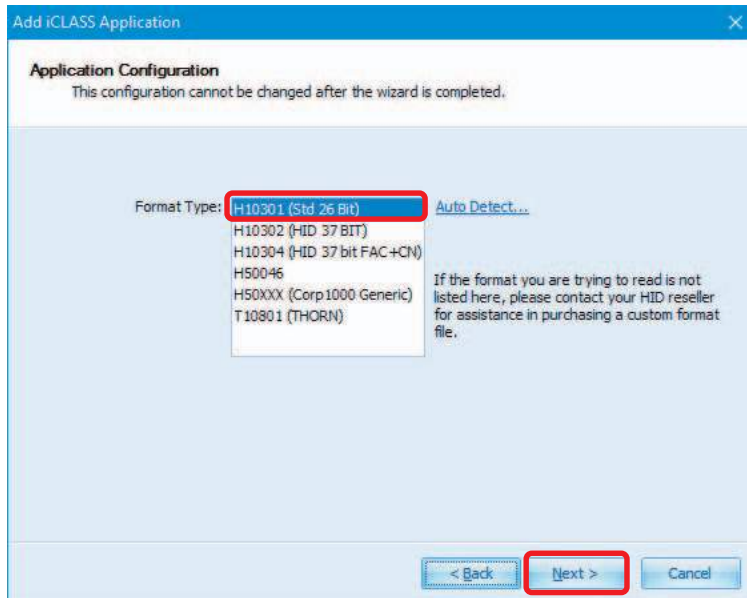 Add iCLASS Application
Application Configuration
This configuration cannot be changed after the wizard is completed.
Format Type:
H10301 (Std 26 Bit)
H10302 (HID 37 BIT)
H10304 (HID 37 bit FAC+CN)
H50046
H50XXX (Corp1000 Generic)
T10801 (THORN)
Auto Detect...
If the format you are trying to read is not
listed here, please contact your HID reseller
for assistance in purchasing a custom format
file.
< Back
Next >
Cancel